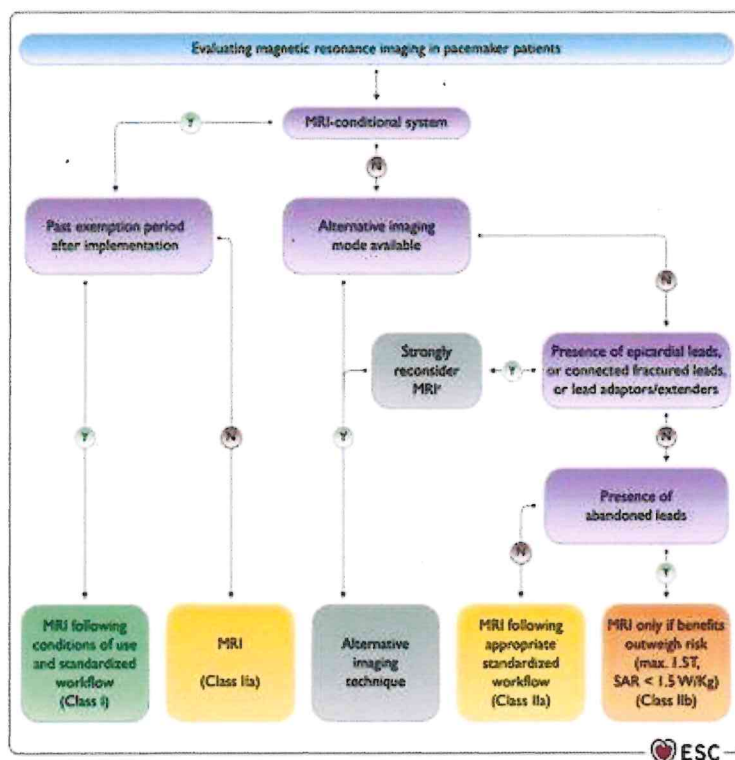 Evaluating magnetic resonance imaging in pacemaker patients
MRI-conditional system
Y
N
Past exemption period
after implementation
Alternative imaging
mode available
N
Strongly
reconsider
MRIᵃ
Y
Presence of epicardial leads,
or connected fractured leads,
or lead adaptors/extenders
Y
N
Y
N
Presence of
abandoned leads
N
Y
MRI following
conditions of use
and standardized
workflow
(Class I)
MRI
(Class IIa)
Alternative
imaging
technique
MRI following
appropriate
standardized
workflow
(Class IIa)
MRI only if benefits
outweigh risk
(max. 1.5T,
SAR < 1.5 W/Kg)
(Class IIb)
ESC